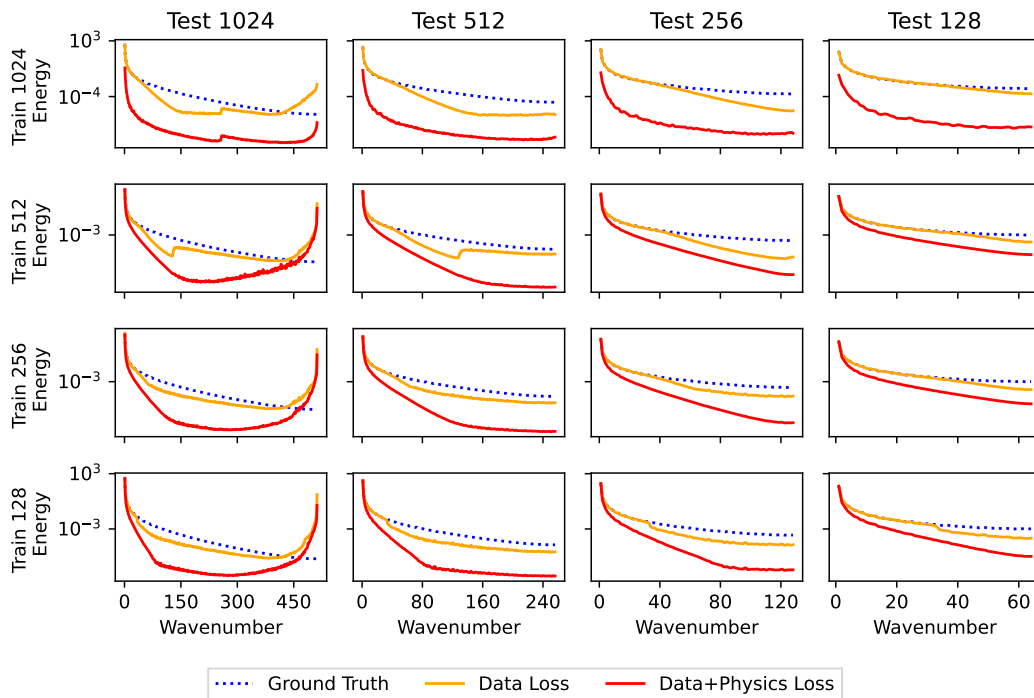 Test 1024 Test 512 Test 256 Test 128
Train 1024
Energy
10^3
10^−4
Train 512
Energy
10^−3
Train 256
Energy
10^−3
Train 128
Energy
10^3
10^−3
0 150 300 450 0 80 160 240 0 40 80 120 0 20 40 60
Wavenumber Wavenumber Wavenumber Wavenumber
Ground Truth Data Loss Data+Physics Loss